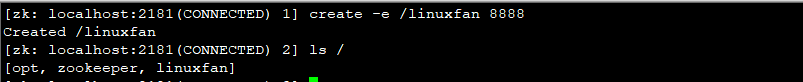 [zk: localhost:2181(CONNECTED) 1] create -e /linuxfan 8888
Created /linuxfan
[zk: localhost:2181(CONNECTED) 2] ls /
[opt, zookeeper, linuxfan]